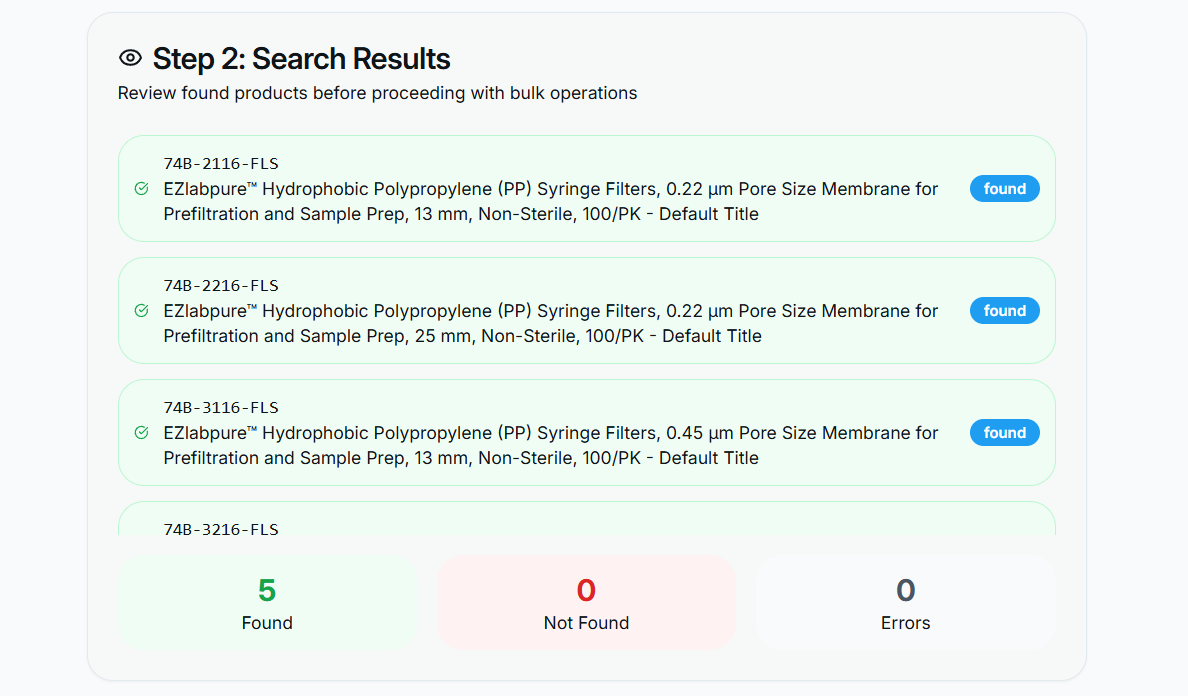 Step 2: Search Results
Review found products before proceeding with bulk operations
74B-2116-FLS
EZlabpure™ Hydrophobic Polypropylene (PP) Syringe Filters, 0.22 µm Pore Size Membrane for
Prefiltration and Sample Prep, 13 mm, Non-Sterile, 100/PK - Default Title
found
74B-2216-FLS
EZlabpure™ Hydrophobic Polypropylene (PP) Syringe Filters, 0.22 µm Pore Size Membrane for
Prefiltration and Sample Prep, 25 mm, Non-Sterile, 100/PK - Default Title
found
74B-3116-FLS
EZlabpure™ Hydrophobic Polypropylene (PP) Syringe Filters, 0.45 µm Pore Size Membrane for
Prefiltration and Sample Prep, 13 mm, Non-Sterile, 100/PK - Default Title
found
74B-3216-FLS
5
Found
0
Not Found
0
Errors